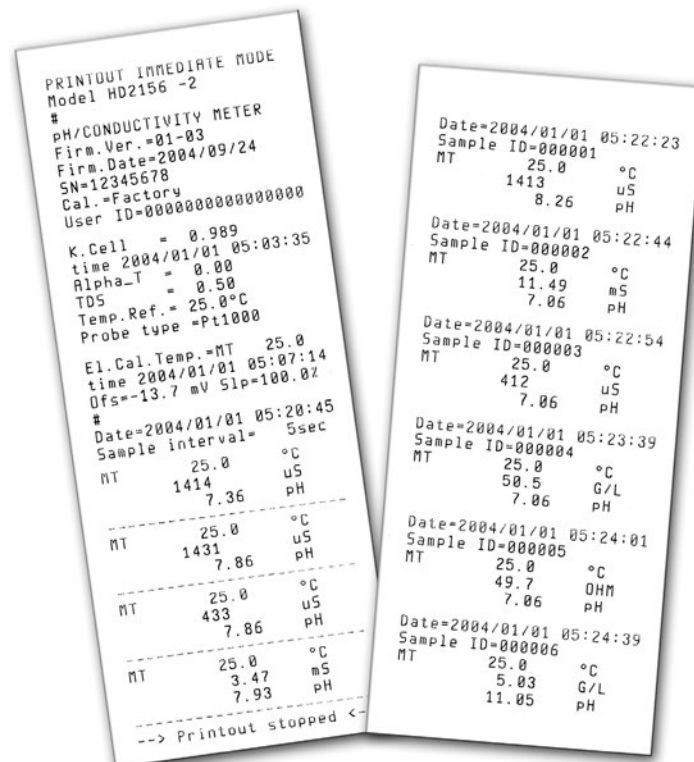 PRINTOUT IMMEDIATE MODE
Model HD2156 -2
#
pH/CONDUCTIVITY METER
Firm.Ver.=01-03
Firm.Date=2004/09/24
SN=12345678
Cal.=Factory
User ID=0000000000000000
K.Cell = 0.989
time 2004/01/01 05:03:35
Alpha_T = 0.00
TDS = 0.50
Temp.Ref.= 25.0°C
Probe type =Pt1000
El.Cal.Temp.=MT 25.0
time 2004/01/01 05:07:14
Ofs=-13.7 mV Slp=100.0%
#
Date=2004/01/01 05:20:45
Sample interval= 5sec
MT 25.0 °C
1414 uS
7.36 pH
MT 25.0 °C
1431 uS
7.86 pH
MT 25.0 °C
433 uS
7.86 pH
MT 25.0 °C
3.47 mS
7.93 pH
--> Printout stopped <-
Date=2004/01/01 05:22:23
Sample ID=000001
MT 25.0 °C
1413 uS
8.26 pH
Date=2004/01/01 05:22:44
Sample ID=000002
MT 25.0 °C
11.49 mS
7.06 pH
Date=2004/01/01 05:22:54
Sample ID=000003
MT 25.0 °C
412 uS
7.06 pH
Date=2004/01/01 05:23:39
Sample ID=000004
MT 25.0 °C
50.5 G/L
7.06 pH
Date=2004/01/01 05:24:01
Sample ID=000005
MT 25.0 °C
49.7 OHM
7.06 pH
Date=2004/01/01 05:24:39
Sample ID=000006
MT 25.0 °C
5.03 G/L
11.05 pH